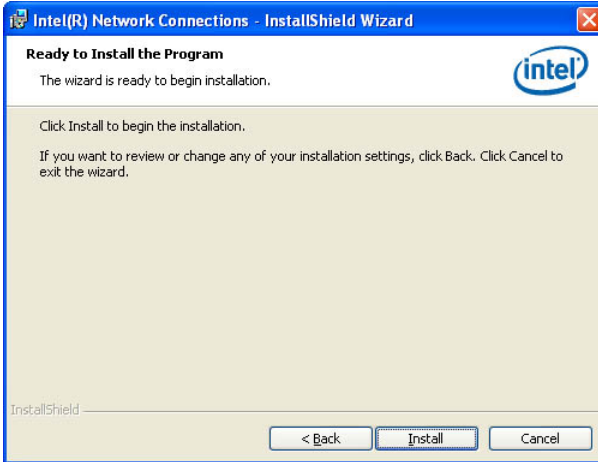 Intel(R) Network Connections - InstallShield Wizard
Ready to Install the Program
The wizard is ready to begin installation.
intel
Click Install to begin the installation.
If you want to review or change any of your installation settings, click Back. Click Cancel to
exit the wizard.
InstallShield
< Back
Install
Cancel